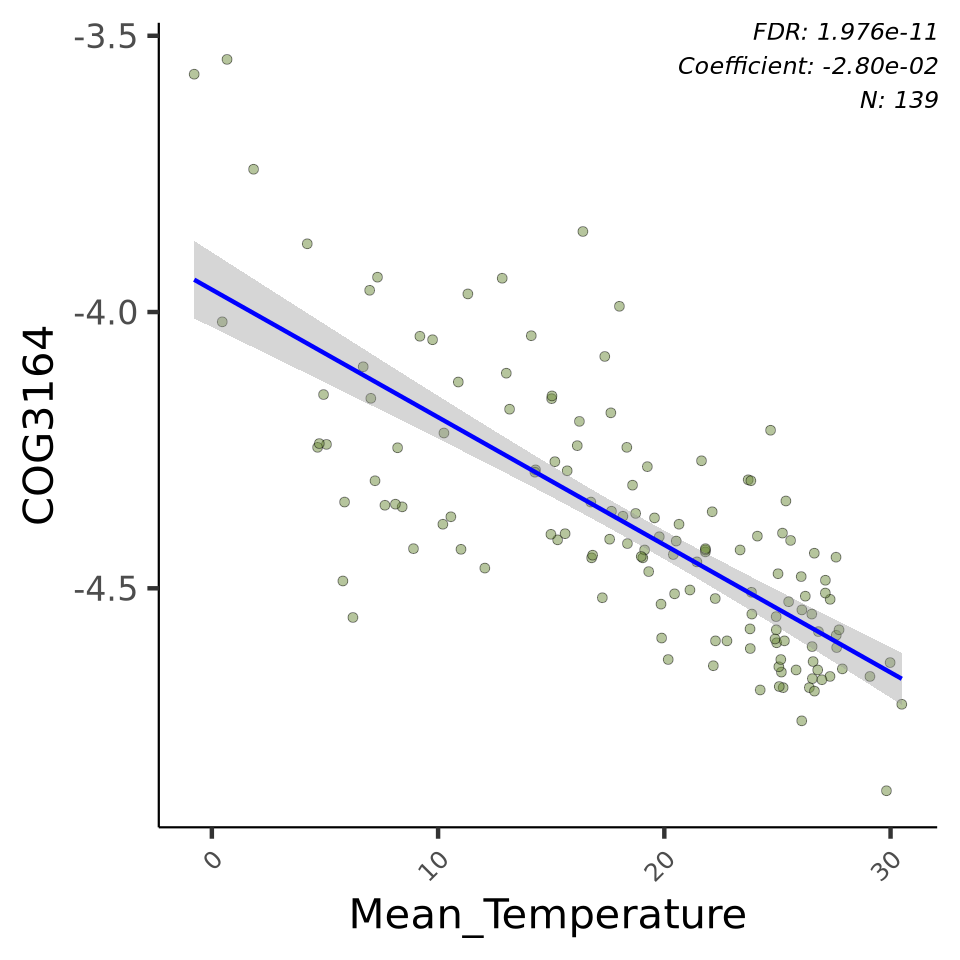 FDR: 1.976e-11
Coefficient: -2.80e-02
N: 139
-3.5
-4.0
-4.5
COG3164
0 10 20 30
Mean_Temperature